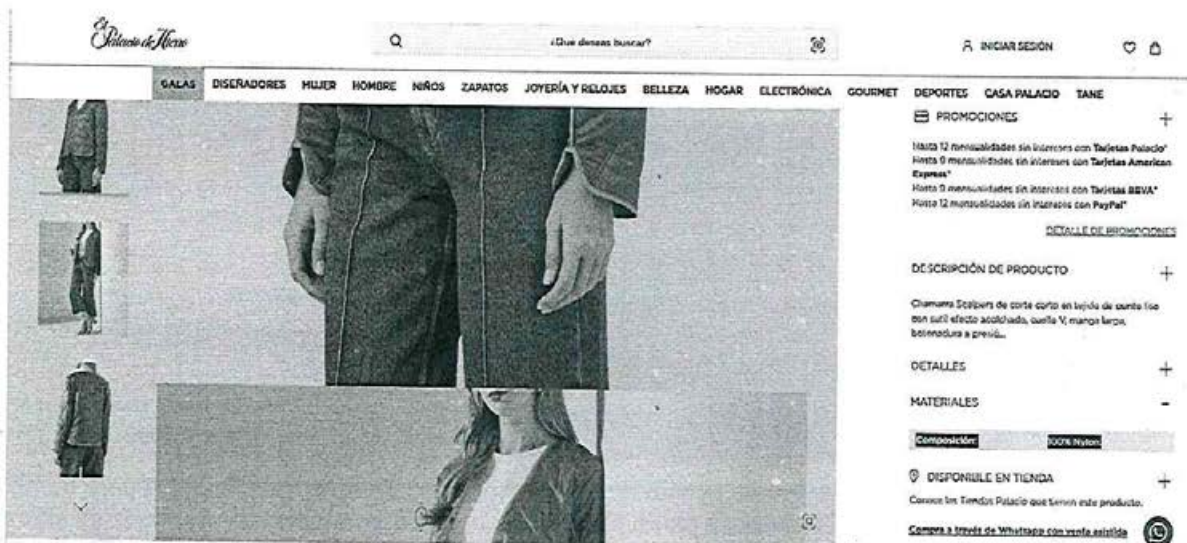 El
Palacio de Hierro
¿Que deseas buscar?
INICIAR SESIÓN
GALAS DISEÑADORES MUJER HOMBRE NIÑOS ZAPATOS JOYERÍA Y RELOJES BELLEZA HOGAR ELECTRÓNICA GOURMET DEPORTES CASA PALACIO TANE
PROMOCIONES +
Hasta 12 mensualidades sin intereses con Tarjetas Palacio*
Hasta 9 mensualidades sin intereses con Tarjetas American
Express*
Hasta 9 mensualidades sin intereses con Tarjetas BBVA*
Hasta 12 mensualidades sin intereses con PayPal*
DETALLE DE PROMOCIONES
DESCRIPCIÓN DE PRODUCTO +
Chamarra Scalpers de corte corto en tejido de punto liso
con sutil efecto acolchado, cuello V, manga larga,
botonadura a presió...
DETALLES +
MATERIALES -
Composición: 100% Nylon.
DISPONIBLE EN TIENDA +
Conoce las Tiendas Palacio que tienen este producto.
Compra a través de Whatsapp con venta asistida